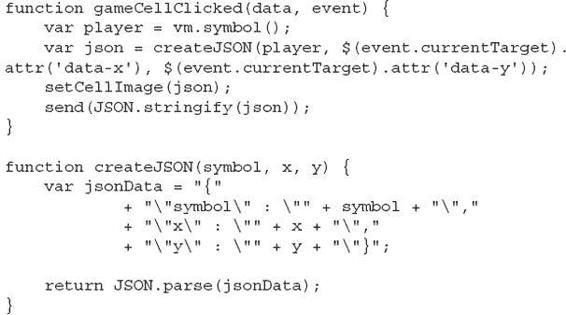 function gameCellClicked(data, event) {
    var player = vm.symbol();
    var json = createJSON(player, $(event.currentTarget).
attr('data-x'), $(event.currentTarget).attr('data-y'));
    setCellImage(json);
    send(JSON.stringify(json));
}

function createJSON(symbol, x, y) {
    var jsonData = "{"
            + "\"symbol\" : \"" + symbol + "\","
            + "\"x\" : \"" + x + "\","
            + "\"y\" : \"" + y + "\"}";

    return JSON.parse(jsonData);
}